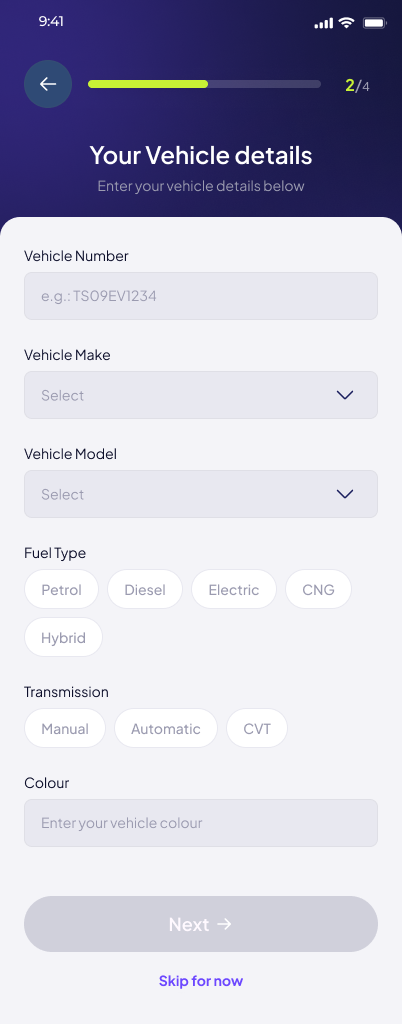 9:41
2/4
Your Vehicle details
Enter your vehicle details below
Vehicle Number
e.g.: TS09EV1234
Vehicle Make
Select
Vehicle Model
Select
Fuel Type
Petrol Diesel Electric CNG
Hybrid
Transmission
Manual Automatic CVT
Colour
Enter your vehicle colour
Next →
Skip for now